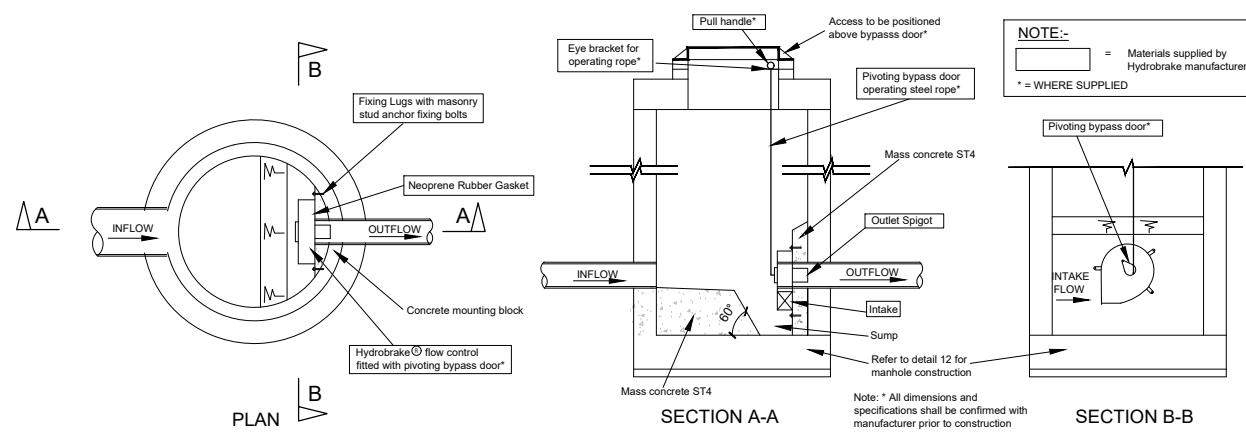 B
Fixing Lugs with masonry
stud anchor fixing bolts
Neoprene Rubber Gasket
A
A
INFLOW
OUTFLOW
Concrete mounting block
Hydrobrake® flow control
fitted with pivoting bypass door*
B
PLAN
Pull handle*
Eye bracket for
operating rope*
Access to be positioned
above bypasss door*
Pivoting bypass door
operating steel rope*
Mass concrete ST4
Outlet Spigot
INFLOW
OUTFLOW
Intake
60°
Sump
Mass concrete ST4
Refer to detail 12 for
manhole construction
Note: * All dimensions and
specifications shall be confirmed with
manufacturer prior to construction
SECTION A-A
NOTE:-
= Materials supplied by
Hydrobrake manufacturer
* = WHERE SUPPLIED
Pivoting bypass door*
INTAKE
FLOW
SECTION B-B